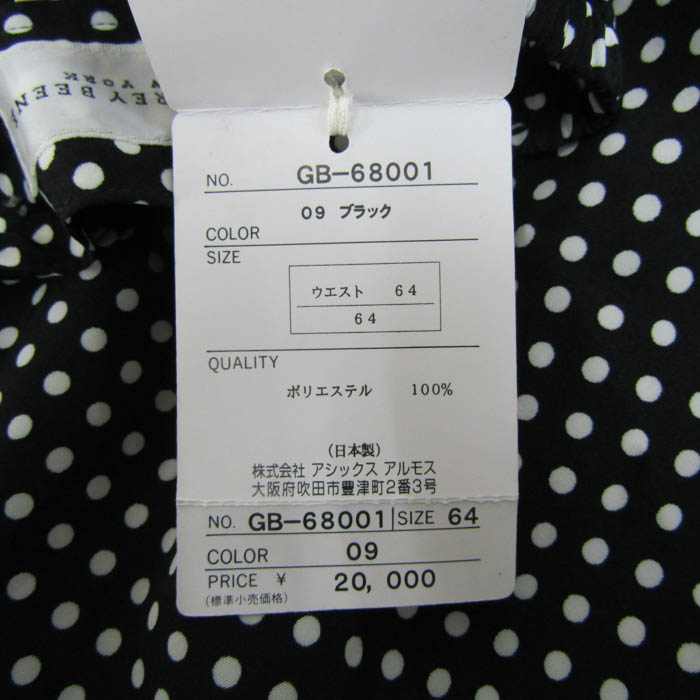 REY BEENE
YORK
NO. GB-68001
09 ブラック
COLOR
SIZE
ウエスト 64
64
QUALITY
ポリエステル 100%
(日本製)
株式会社 アシックス アルモス
大阪府吹田市豊津町2番3号
NO. GB-68001 SIZE 64
COLOR 09
PRICE ¥ 20,000
(標準小売価格)